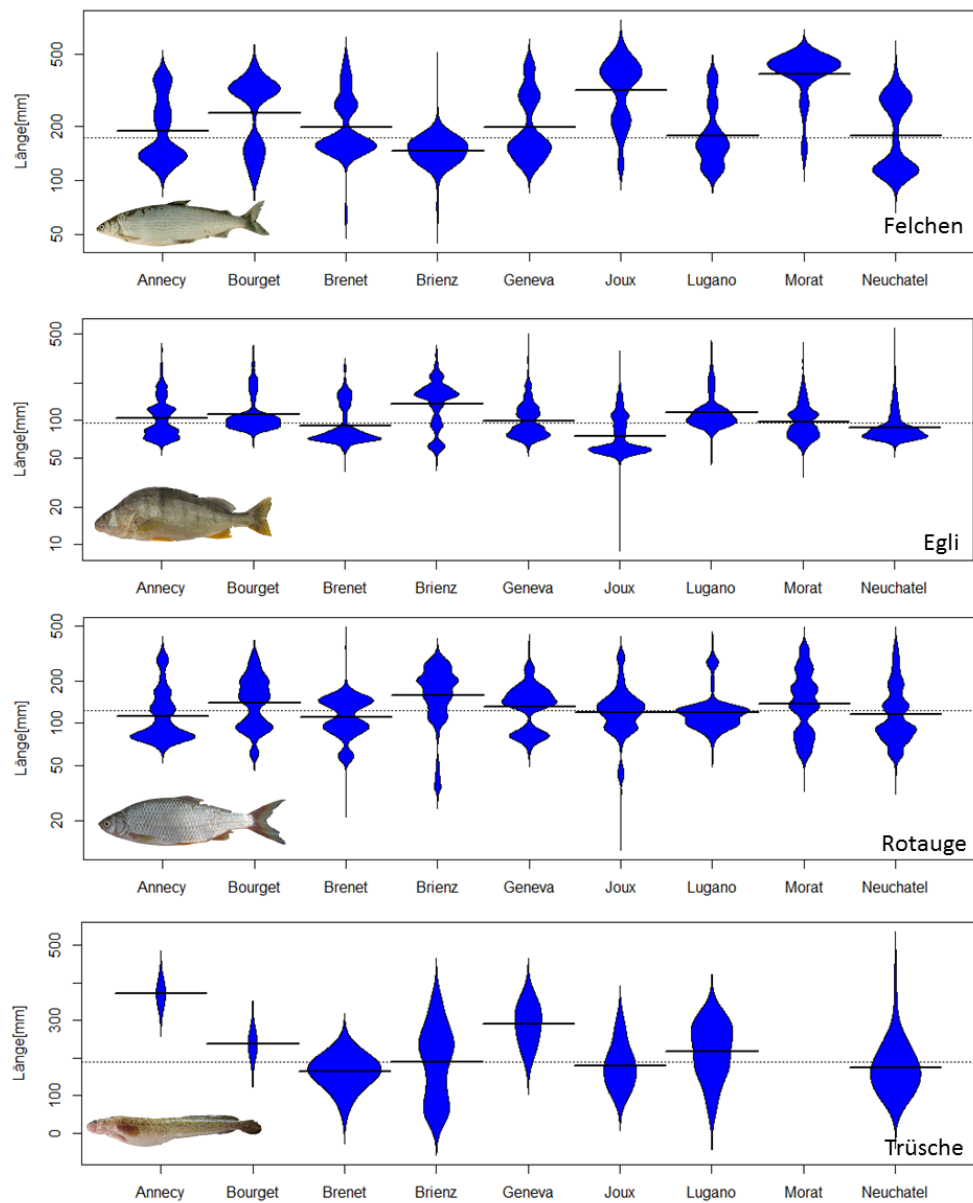 Länge[mm]
500
200
100
50
Felchen
Annecy Bourget Brenet Brienz Geneva Joux Lugano Morat Neuchatel
Länge[mm]
500
100
50
20
10
Egli
Annecy Bourget Brenet Brienz Geneva Joux Lugano Morat Neuchatel
Länge[mm]
500
200
100
50
20
Rotauge
Annecy Bourget Brenet Brienz Geneva Joux Lugano Morat Neuchatel
Länge[mm]
500
300
100
0
Trüsche
Annecy Bourget Brenet Brienz Geneva Joux Lugano Morat Neuchatel